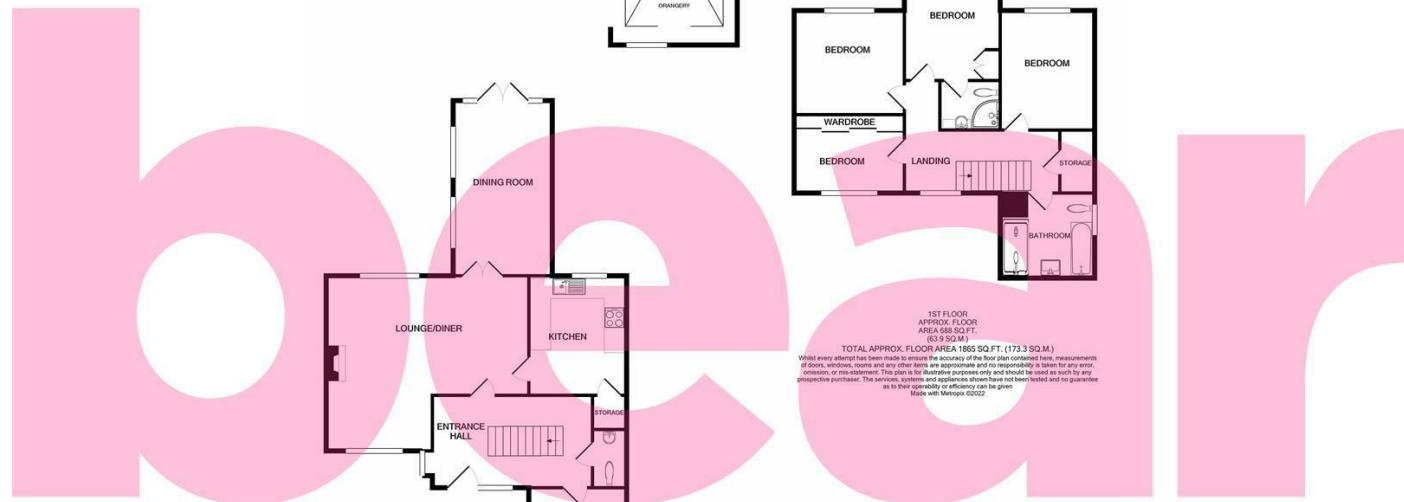 bear
ORANGERY
DINING ROOM
LOUNGE/DINER
KITCHEN
STORAGE
ENTRANCE
HALL
BEDROOM
BEDROOM
BEDROOM
WARDROBE
BEDROOM
LANDING
STORAGE
BATHROOM
1ST FLOOR
APPROX. FLOOR
AREA 688 SQ.FT.
(63.9 SQ.M.)
TOTAL APPROX. FLOOR AREA 1865 SQ.FT. (173.3 SQ.M.)
Whilst every attempt has been made to ensure the accuracy of the floor plan contained here, measurements
of doors, windows, rooms and any other items are approximate and no responsibility is taken for any error,
omission, or mis-statement. This plan is for illustrative purposes only and should be used as such by any
prospective purchaser. The services, systems and appliances shown have not been tested and no guarantee
as to their operability or efficiency can be given
Made with Metropix ©2022